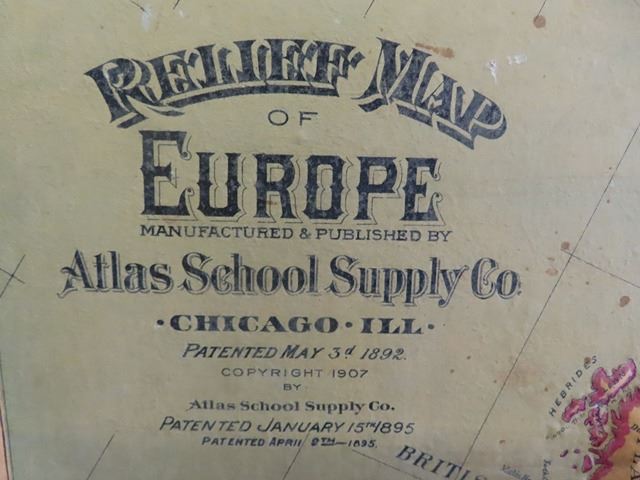 RELIEF MAP
OF
EUROPE
MANUFACTURED & PUBLISHED BY
Atlas School Supply Co.
· CHICAGO · ILL ·
PATENTED MAY 3d 1892.
COPYRIGHT 1907
BY
Atlas School Supply Co.
PATENTED JANUARY 15TH 1895
PATENTED APRIL 9TH—1895.
HEBRIDES
BRITIS